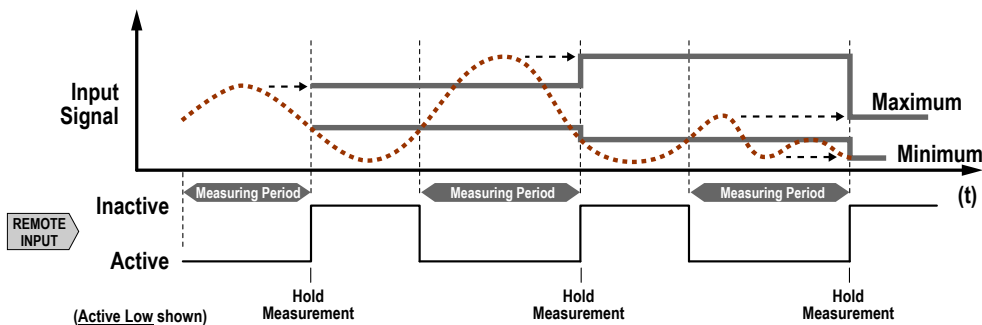 Input
Signal
Maximum
Minimum
(t)
Measuring Period
Measuring Period
Measuring Period
Inactive
REMOTE
INPUT
Active
Hold
Measurement
Hold
Measurement
Hold
Measurement
(Active Low shown)